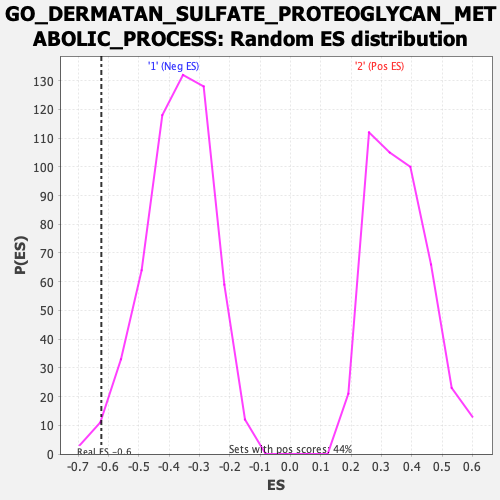 GO_DERMATAN_SULFATE_PROTEOGLYCAN_MET
ABOLIC_PROCESS: Random ES distribution
'1' (Neg ES)
'2' (Pos ES)
130
120
110
100
90
80
70
60
50
40
30
20
10
0
P(ES)
Real ES -0.6
Sets with pos scores: 44%
-0.7 -0.6 -0.5 -0.4 -0.3 -0.2 -0.1 0.0 0.1 0.2 0.3 0.4 0.5 0.6
ES